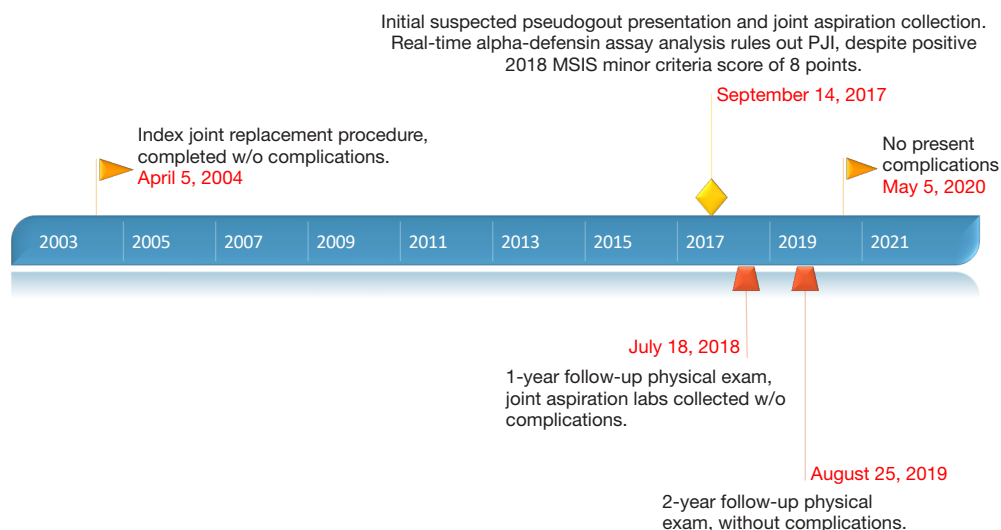 Initial suspected pseudogout presentation and joint aspiration collection.
Real-time alpha-defensin assay analysis rules out PJI, despite positive
2018 MSIS minor criteria score of 8 points.
September 14, 2017
Index joint replacement procedure,
completed w/o complications.
April 5, 2004
No present
complications
May 5, 2020
2003
2005
2007
2009
2011
2013
2015
2017
2019
2021
July 18, 2018
1-year follow-up physical exam,
joint aspiration labs collected w/o
complications.
August 25, 2019
2-year follow-up physical
exam, without complications.